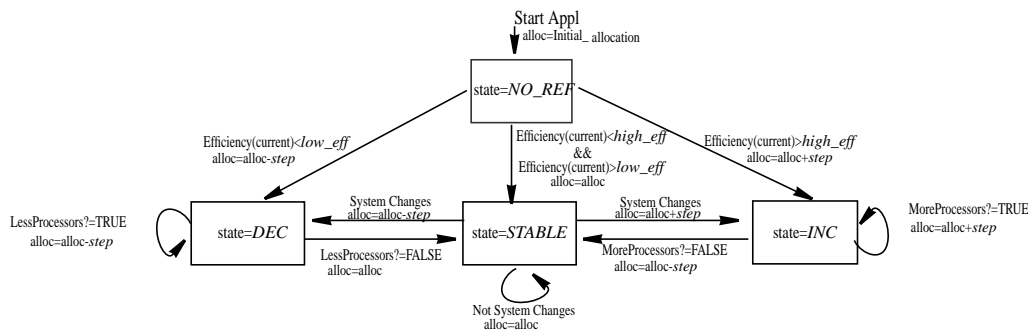 Start Appl
alloc=Initial_ allocation
state=NO_REF
Efficiency(current)<low_eff
alloc=alloc-step
Efficiency(current)<high_eff
&&
Efficiency(current)>low_eff
alloc=alloc
Efficiency(current)>high_eff
alloc=alloc+step
LessProcessors?=TRUE
alloc=alloc-step
state=DEC
System Changes
alloc=alloc-step
LessProcessors?=FALSE
alloc=alloc
state=STABLE
System Changes
alloc=alloc+step
MoreProcessors?=FALSE
alloc=alloc-step
state=INC
MoreProcessors?=TRUE
alloc=alloc+step
Not System Changes
alloc=alloc